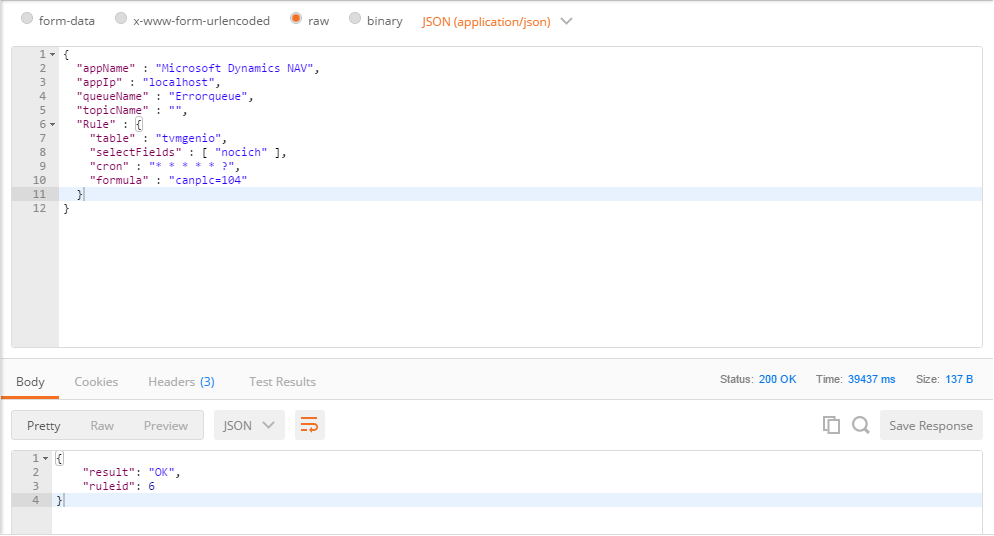 form-data x-www-form-urlencoded raw binary JSON (application/json)
1 {
2 "appName" : "Microsoft Dynamics NAV",
3 "appIp" : "localhost",
4 "queueName" : "Errorqueue",
5 "topicName" : "",
6 "Rule" : {
7 "table" : "tvmgenio",
8 "selectFields" : [ "nocich" ],
9 "cron" : "* * * * * ?",
10 "formula" : "canplc=104"
11 }
12 }
Body Cookies Headers (3) Test Results Status: 200 OK Time: 39437 ms Size: 137 B
Pretty Raw Preview JSON Save Response
1 {
2 "result": "OK",
3 "ruleid": 6
4 }